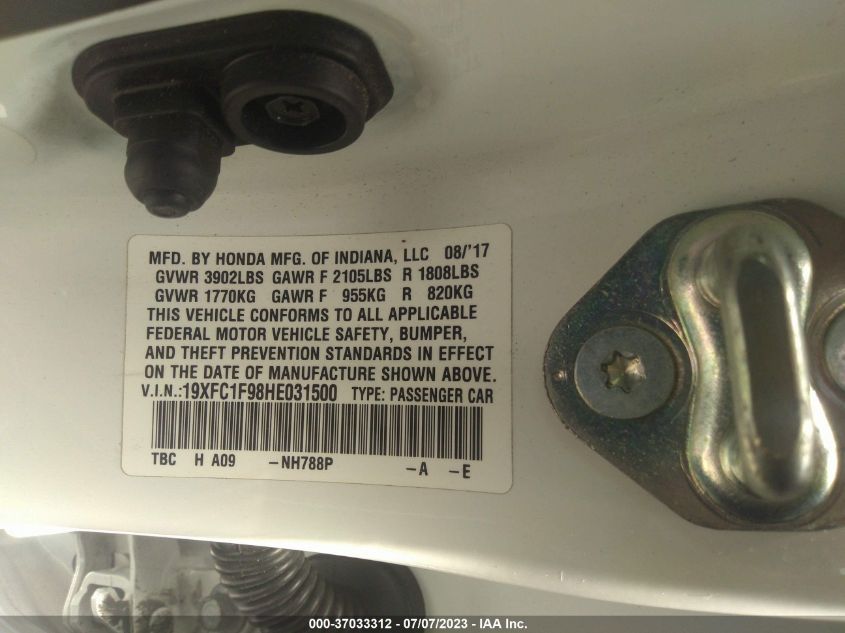 MFD. BY HONDA MFG. OF INDIANA, LLC 08/'17
GVWR 3902LBS GAWR F 2105LBS R 1808LBS
GVWR 1770KG GAWR F 955KG R 820KG
THIS VEHICLE CONFORMS TO ALL APPLICABLE
FEDERAL MOTOR VEHICLE SAFETY, BUMPER,
AND THEFT PREVENTION STANDARDS IN EFFECT
ON THE DATE OF MANUFACTURE SHOWN ABOVE.
V.I.N.:19XFC1F98HE031500 TYPE: PASSENGER CAR
TBC H A09 -NH788P -A -E
000-37033312 - 07/07/2023 - IAA Inc.